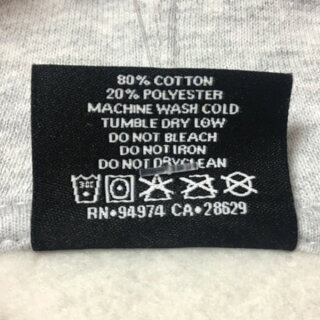 80% COTTON
20% POLYESTER
MACHINE WASH COLD
TUMBLE DRY LOW
DO NOT BLEACH
DO NOT IRON
DO NOT DRYCLEAN
RN•94974 CA•28629